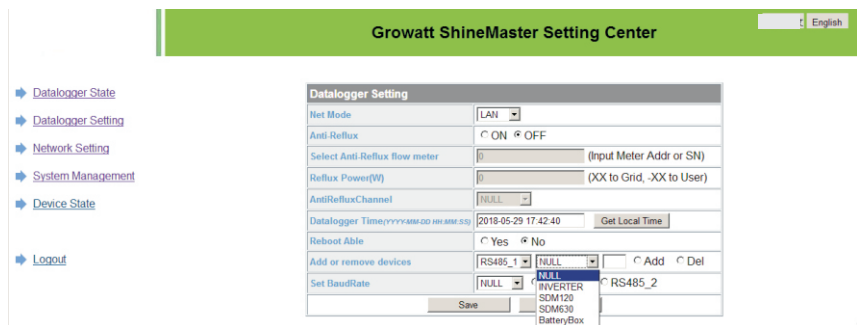 Growatt ShineMaster Setting Center
English
Datalogger State
Datalogger Setting
Network Setting
System Management
Device State
Logout
Datalogger Setting
Net Mode LAN
Anti-Reflux ON OFF
Select Anti-Reflux flow meter 0 (Input Meter Addr or SN)
Reflux Power(W) 0 (XX to Grid, -XX to User)
AntiRefluxChannel NULL
Datalogger Time(YYYY-MM-DD HH:MM:SS) 2018-05-29 17:42:40 Get Local Time
Reboot Able Yes No
Add or remove devices RS485_1 NULL Add Del
Set BaudRate NULL RS485_2
NULL
INVERTER
SDM120
SDM630
BatteryBox
Save